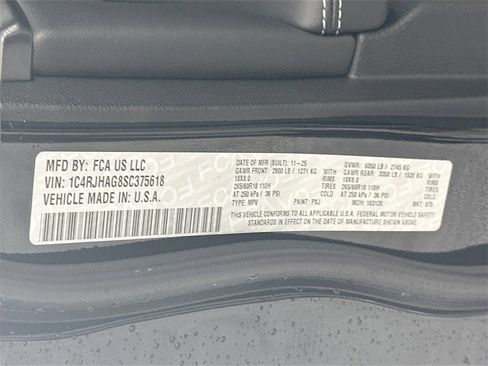 MFD BY: FCA US LLC
VIN: 1C4RJHAG8SC375618
VEHICLE MADE IN: U.S.A.
DATE OF MFR (BUILT): 11-25 GVWR: 6050 LB / 2745 KG
GAWR FRONT: 2800 LB / 1271 KG WITH GAWR REAR: 3350 LB / 1520 KG WITH
18X8.0 RIMS 18X8.0 RIMS
265/60R18 110H TIRES 265/60R18 110H TIRES
AT 250 kPa / 36 PSI COLD AT 250 kPa / 36 PSI COLD
TYPE: MPV PAINT: PXJ MDH: 103120 MKT: 875
THIS VEHICLE CONFORMS TO ALL APPLICABLE U.S.A. FEDERAL MOTOR VEHICLE SAFETY
STANDARDS IN EFFECT ON THE DATE OF MANUFACTURE SHOWN ABOVE.